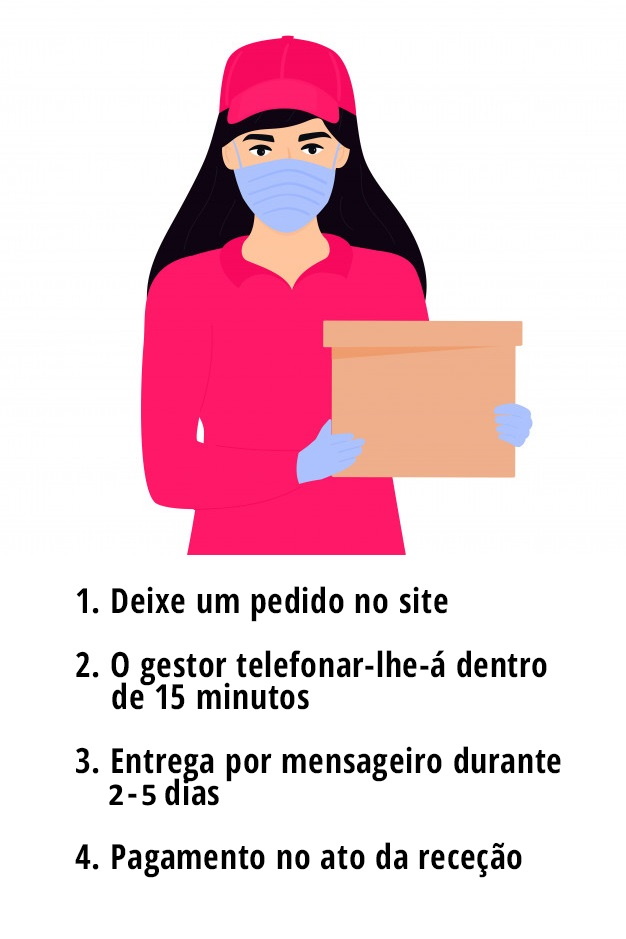 1. Deixe um pedido no site
2. O gestor telefonar-lhe-á dentro
de 15 minutos
3. Entrega por mensageiro durante
2-5 dias
4. Pagamento no ato da receção